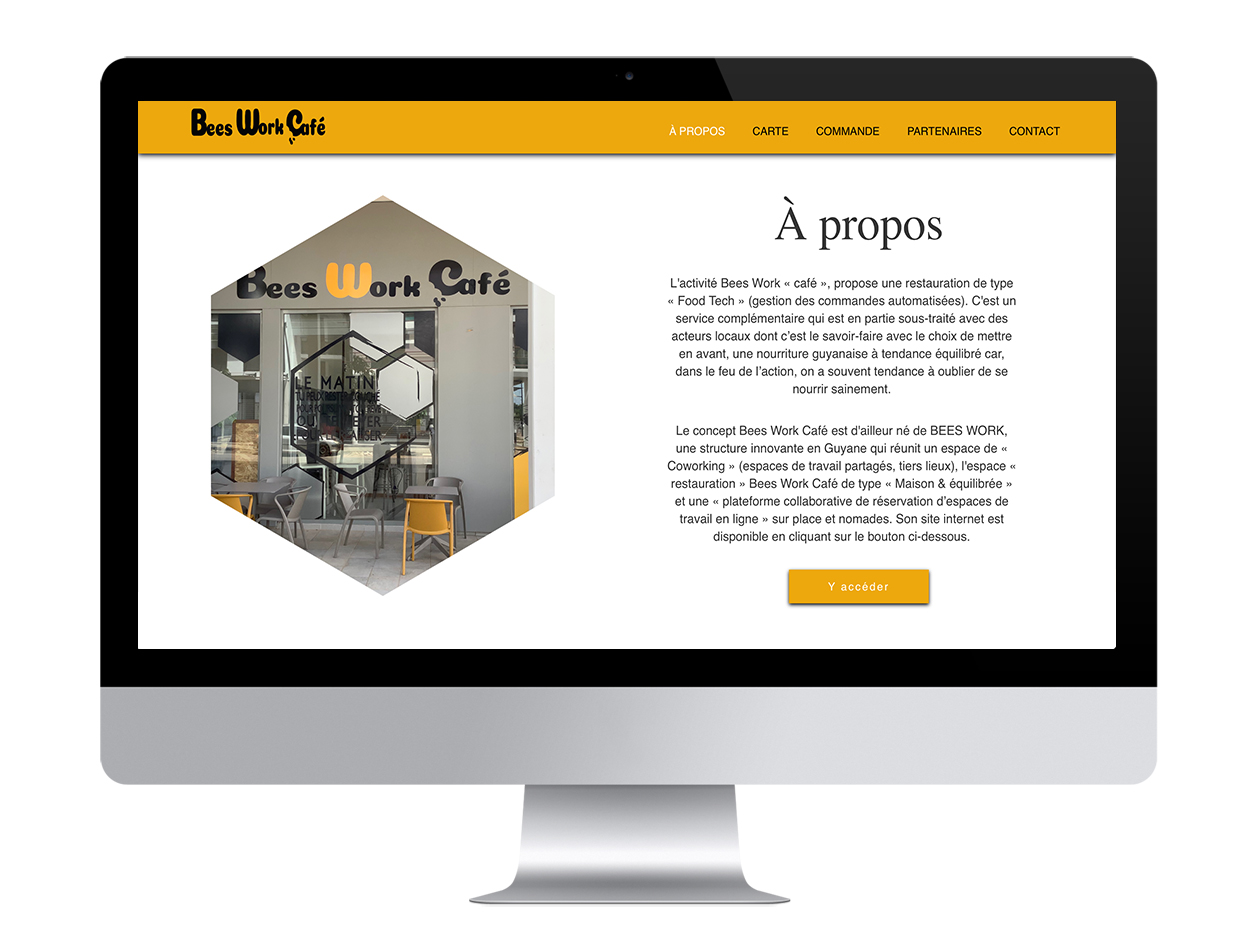 Bees Work Café
À PROPOS CARTE COMMANDE PARTENAIRES CONTACT
Bees Work Café
LE MATIN
À propos
L'activité Bees Work « café », propose une restauration de type
« Food Tech » (gestion des commandes automatisées). C'est un
service complémentaire qui est en partie sous-traité avec des
acteurs locaux dont c’est le savoir-faire avec le choix de mettre
en avant, une nourriture guyanaise à tendance équilibré car,
dans le feu de l’action, on a souvent tendance à oublier de se
nourrir sainement.
Le concept Bees Work Café est d'ailleur né de BEES WORK,
une structure innovante en Guyane qui réunit un espace de «
Coworking » (espaces de travail partagés, tiers lieux), l'espace «
restauration » Bees Work Café de type « Maison & équilibrée »
et une « plateforme collaborative de réservation d’espaces de
travail en ligne » sur place et nomades. Son site internet est
disponible en cliquant sur le bouton ci-dessous.
Y accéder